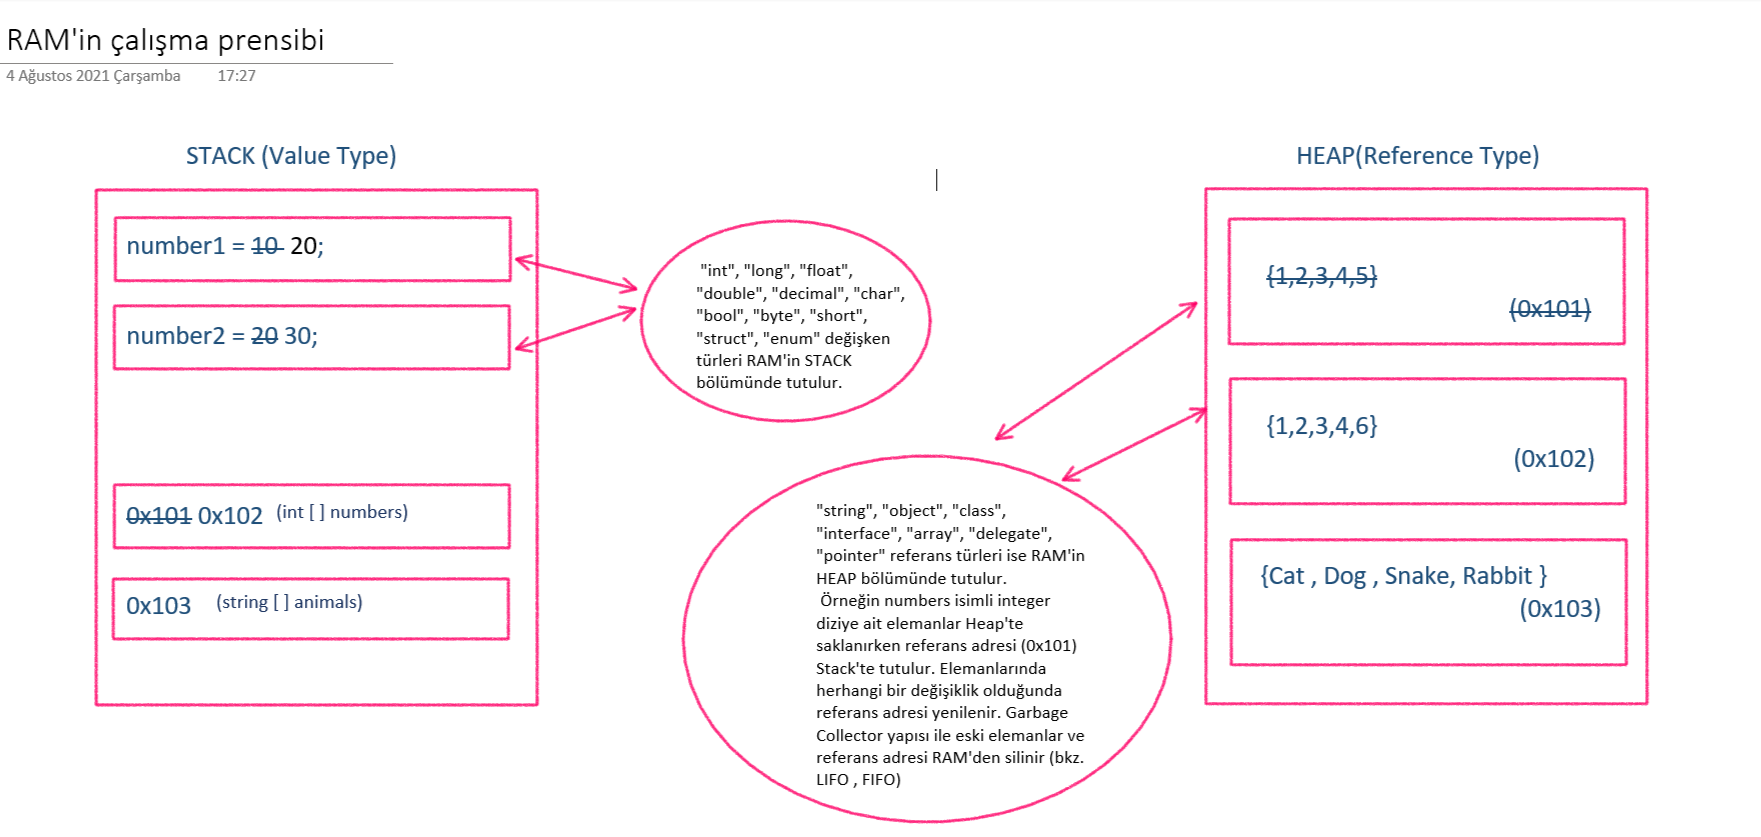 RAM'in çalışma prensibi
4 Ağustos 2021 Çarşamba 17:27
STACK (Value Type)
number1 = 10 20;
number2 = 20 30;
0x101 0x102 (int [ ] numbers)
0x103 (string [ ] animals)
"int", "long", "float",
"double", "decimal", "char",
"bool", "byte", "short",
"struct", "enum" değişken
türleri RAM'in STACK
bölümünde tutulur.
"string", "object", "class",
"interface", "array", "delegate",
"pointer" referans türleri ise RAM'in
HEAP bölümünde tutulur.
Örneğin numbers isimli integer
diziye ait elemanlar Heap'te
saklanırken referans adresi (0x101)
Stack'te tutulur. Elemanlarında
herhangi bir değişiklik olduğunda
referans adresi yenilenir. Garbage
Collector yapısı ile eski elemanlar ve
referans adresi RAM'den silinir (bkz.
LIFO , FIFO)
HEAP(Reference Type)
{1,2,3,4,5}
(0x101)
{1,2,3,4,6}
(0x102)
{Cat , Dog , Snake, Rabbit }
(0x103)